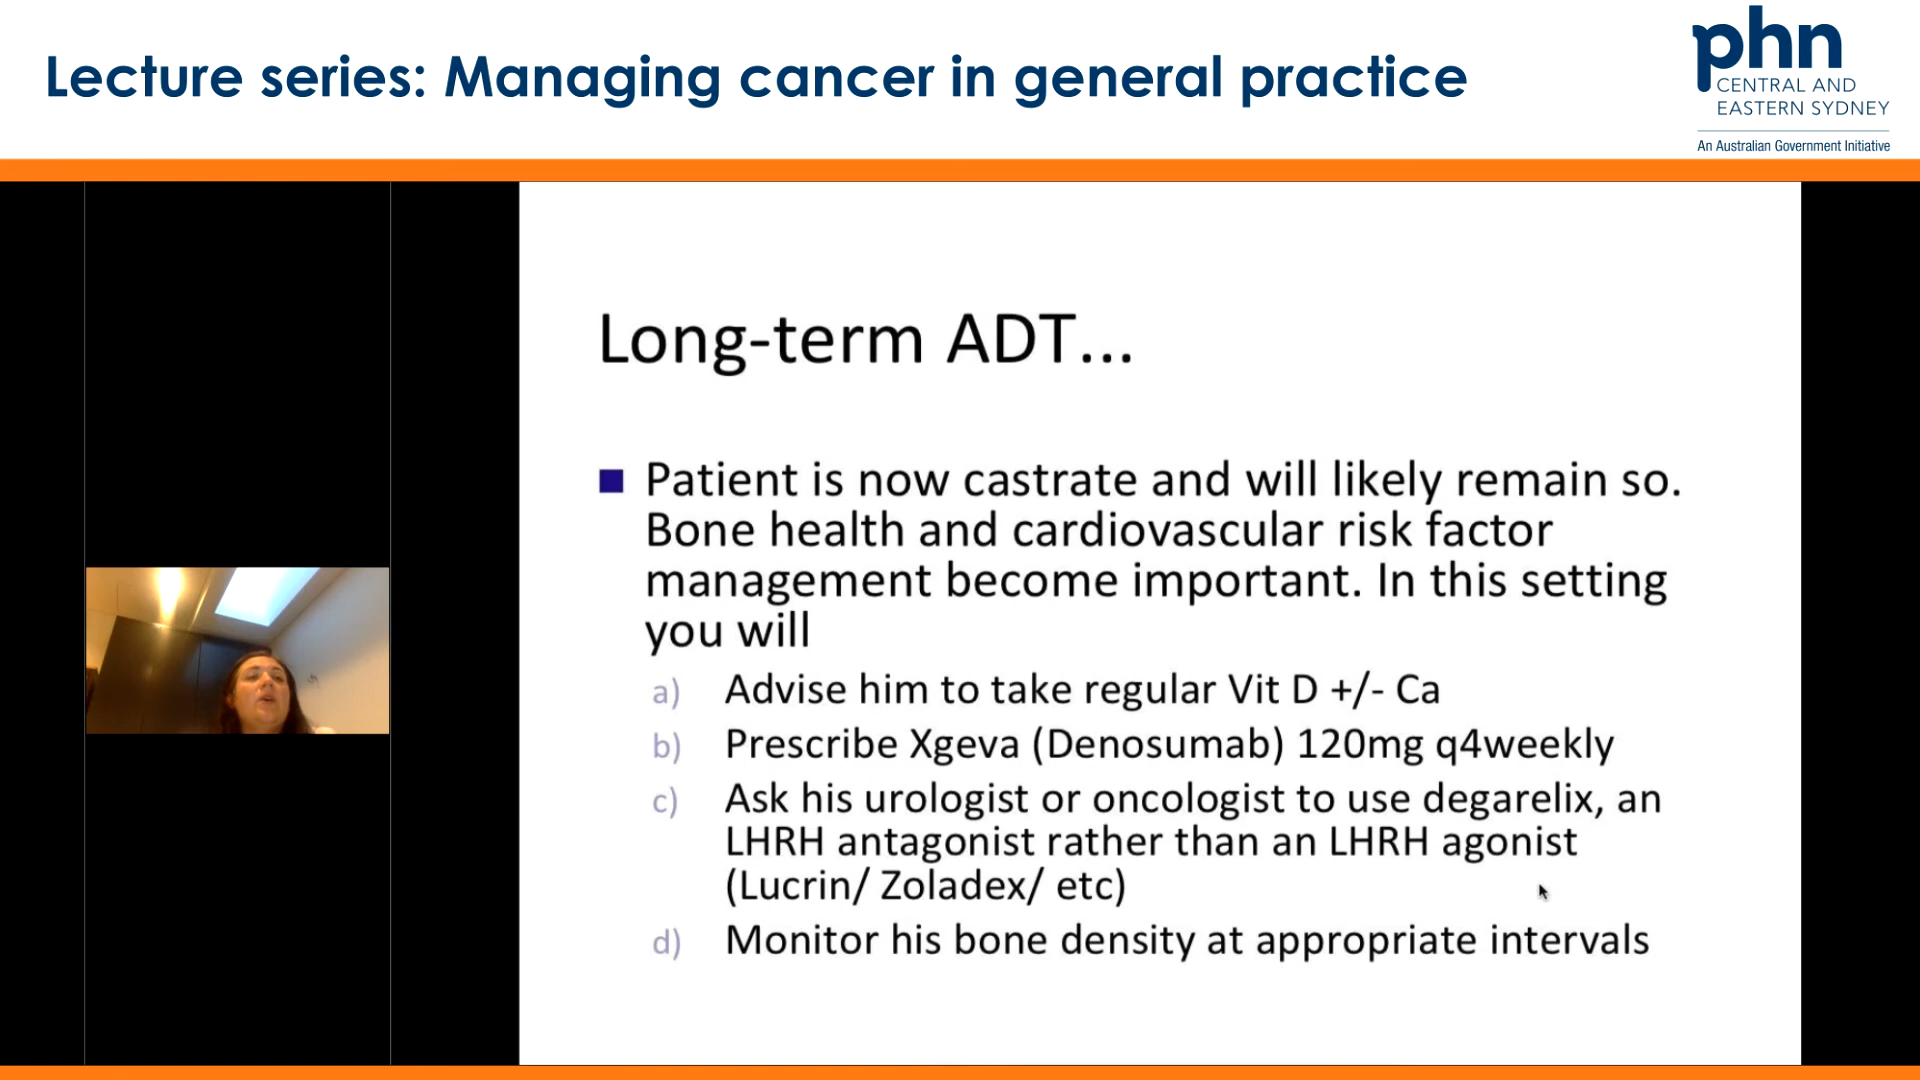 Lecture series: Managing cancer in general practice
phn
CENTRAL AND
EASTERN SYDNEY
An Australian Government Initiative
Long-term ADT...
Patient is now castrate and will likely remain so.
Bone health and cardiovascular risk factor
management become important. In this setting
you will
a) Advise him to take regular Vit D +/- Ca
b) Prescribe Xgeva (Denosumab) 120mg q4weekly
c) Ask his urologist or oncologist to use degarelix, an
LHRH antagonist rather than an LHRH agonist
(Lucrin/ Zoladex/ etc)
d) Monitor his bone density at appropriate intervals